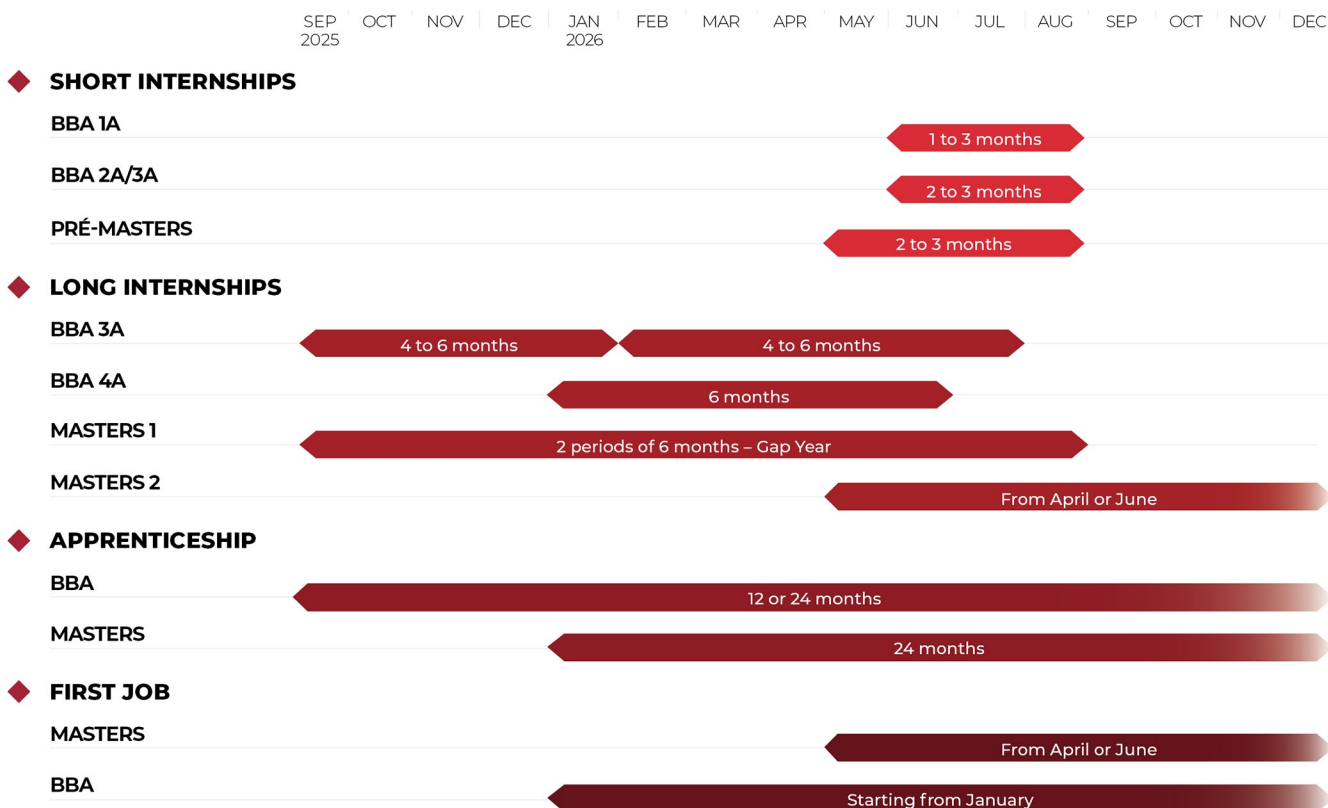 SEP OCT NOV DEC JAN FEB MAR APR MAY JUN JUL AUG SEP OCT NOV DEC
2025 2026
SHORT INTERNSHIPS
BBA 1A
1 to 3 months
BBA 2A/3A
2 to 3 months
PRÉ-MASTERS
2 to 3 months
LONG INTERNSHIPS
BBA 3A
4 to 6 months 4 to 6 months
BBA 4A
6 months
MASTERS 1
2 periods of 6 months – Gap Year
MASTERS 2
From April or June
APPRENTICESHIP
BBA
12 or 24 months
MASTERS
24 months
FIRST JOB
MASTERS
From April or June
BBA
Starting from January